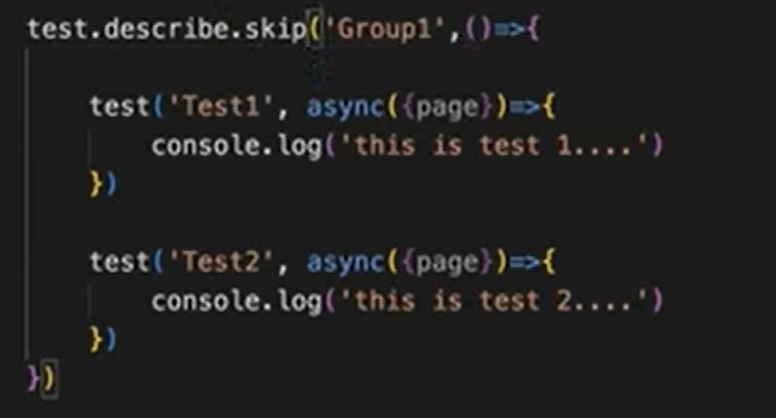 test.describe.skip('Group1',()=>{
test('Test1', async({page})=>{
console.log('this is test 1....')
})
test('Test2', async({page})=>{
console.log('this is test 2....')
})
})